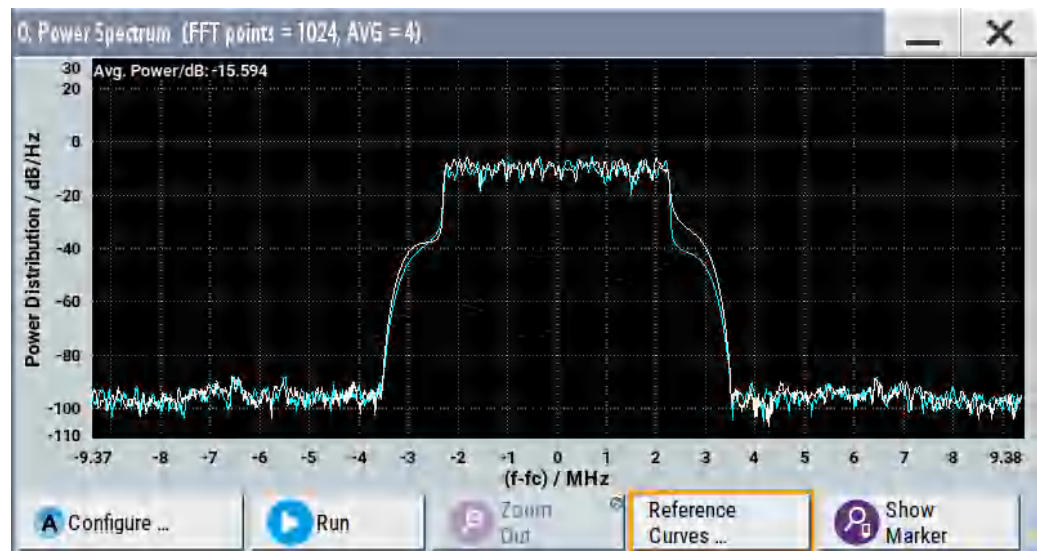 0. Power Spectrum (FFT points = 1024, AVG = 4)
Avg. Power/dB:-15.594
30
20
0
-20
-40
-60
-80
-100
-110
Power Distribution / dB/Hz
-9.37 -8 -7 -6 -5 -4 -3 -2 -1 0 1 2 3 4 5 6 7 8 9.38
(f-fc) / MHz
A Configure ...
Run
Zoom
Out
Reference
Curves ...
Show
Marker